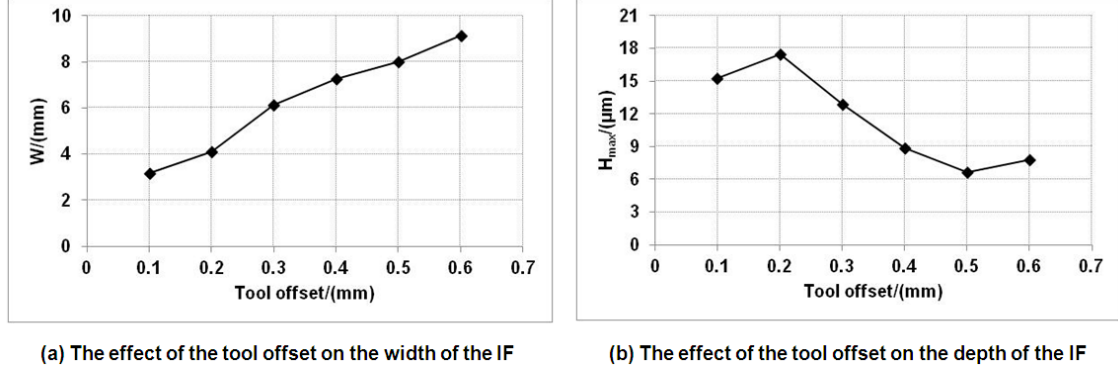 10
8
6
4
2
0
W/(mm)
0 0.1 0.2 0.3 0.4 0.5 0.6 0.7
Tool offset/(mm)
(a) The effect of the tool offset on the width of the IF
21
18
15
12
9
6
3
0
Hmax/(μm)
0 0.1 0.2 0.3 0.4 0.5 0.6 0.7
Tool offset/(mm)
(b) The effect of the tool offset on the depth of the IF